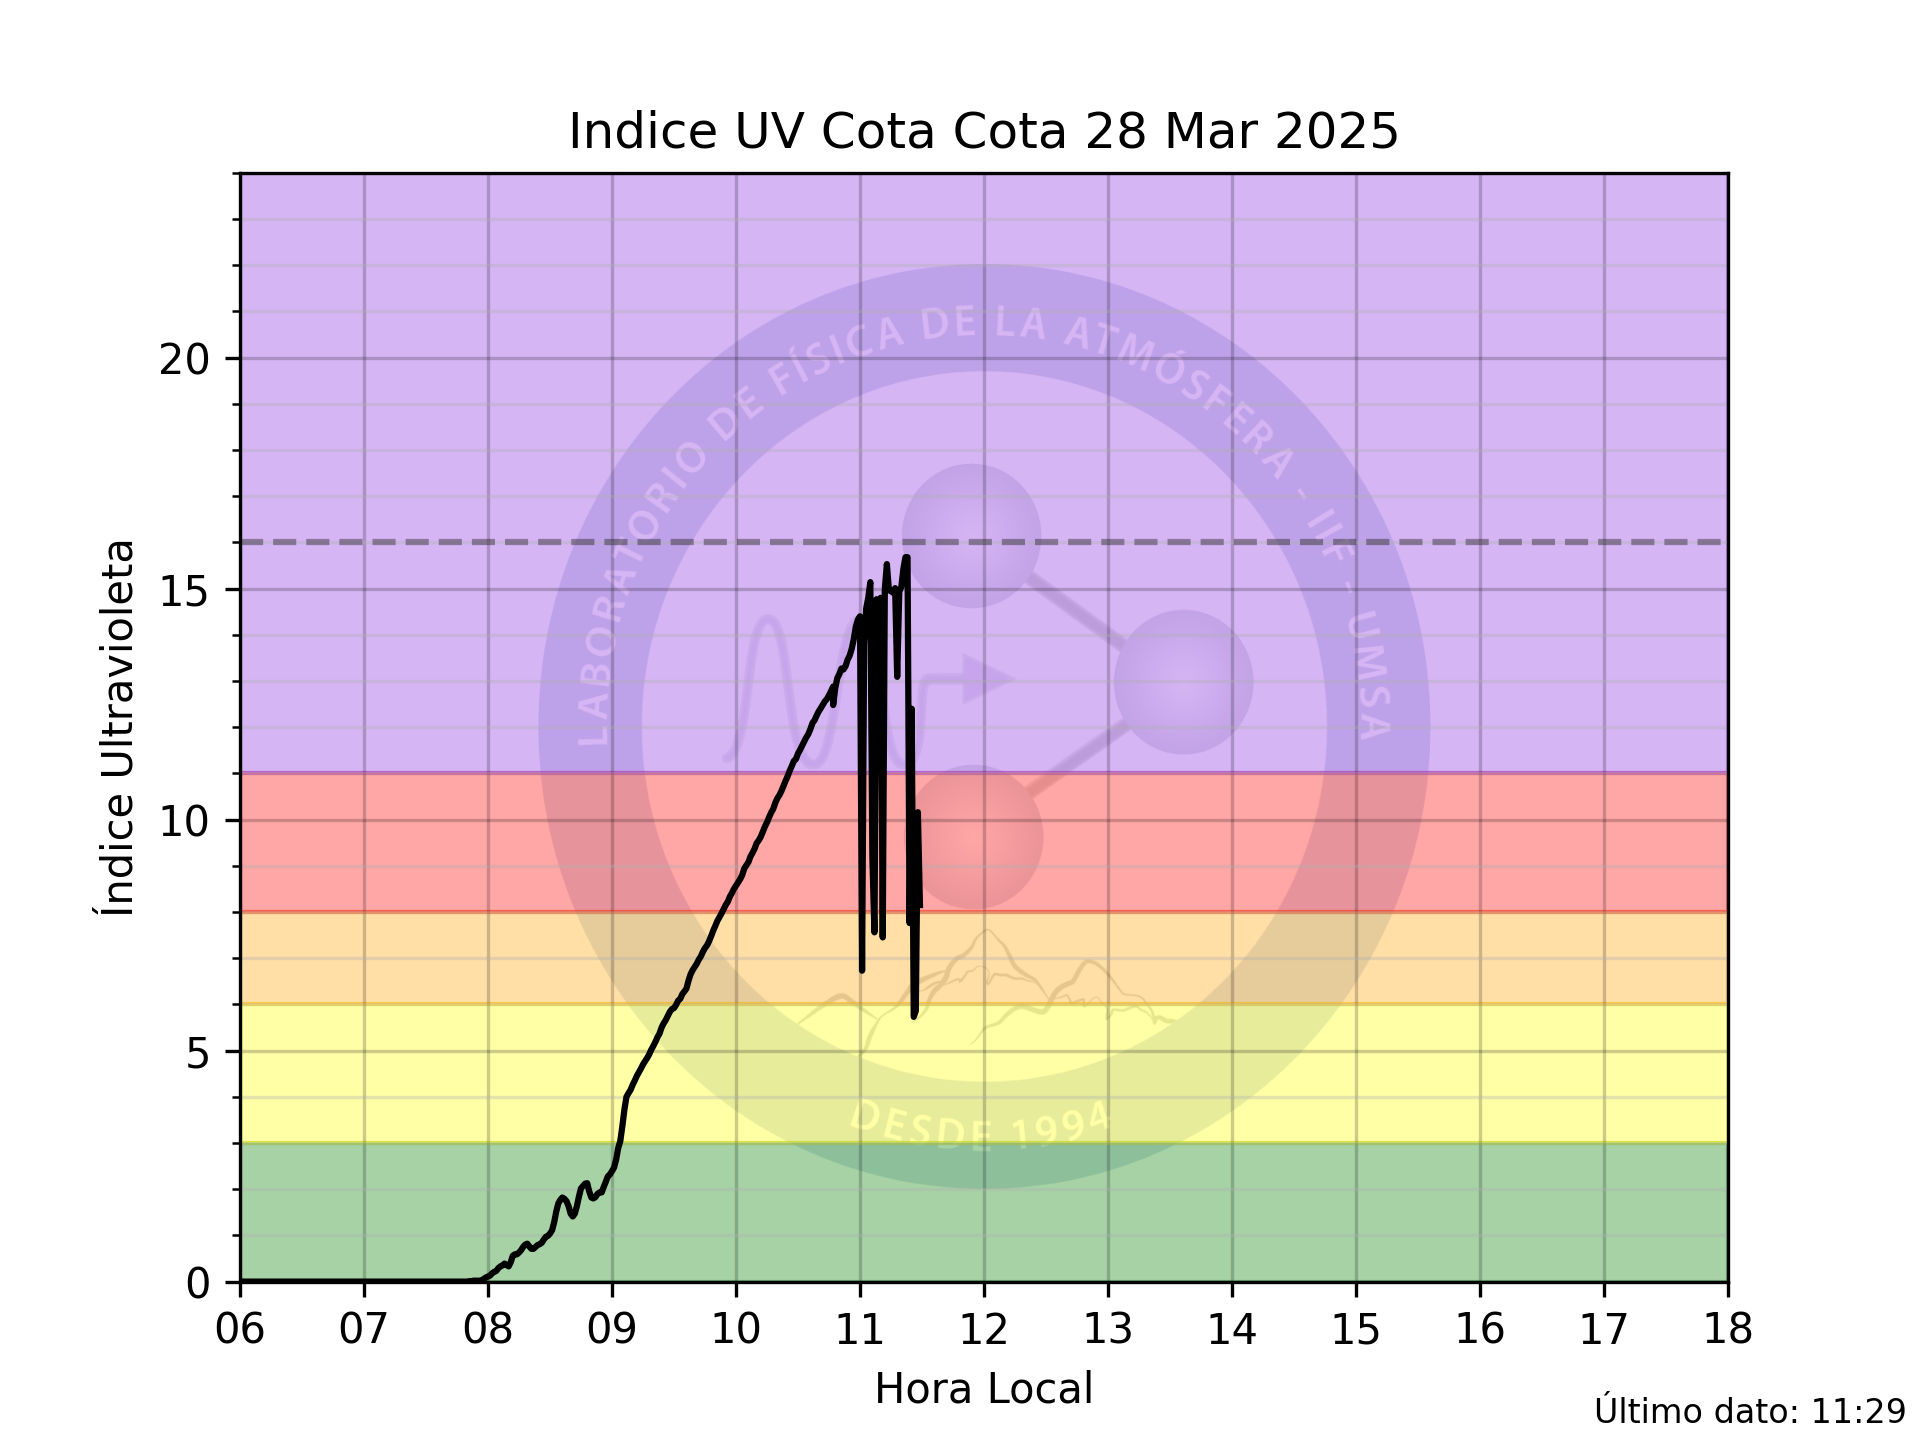 Indice UV Cota Cota 28 Mar 2025
LABORATORIO DE FÍSICA DE LA ATMÓSFERA - IIF - UMSA
DESDE 1994
Índice Ultravioleta
20
15
10
5
0
06 07 08 09 10 11 12 13 14 15 16 17 18
Hora Local
Último dato: 11:29